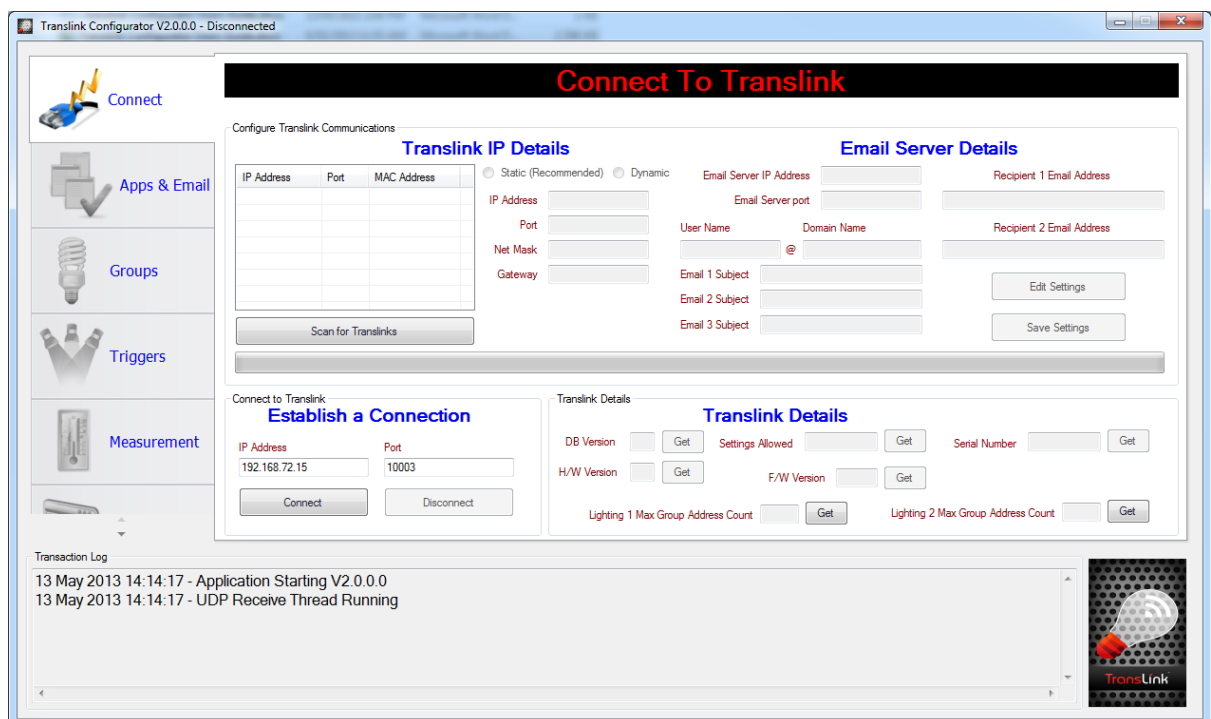 Translink Configurator V2.0.0.0 - Disconnected
Connect
Apps & Email
Groups
Triggers
Measurement
Connect To Translink
Configure Translink Communications
Translink IP Details
IP Address Port MAC Address
Static (Recommended) Dynamic
IP Address
Port
Net Mask
Gateway
Scan for Translinks
Email Server Details
Email Server IP Address
Email Server port
User Name Domain Name
@
Email 1 Subject
Email 2 Subject
Email 3 Subject
Recipient 1 Email Address
Recipient 2 Email Address
Edit Settings
Save Settings
Connect to Translink
Establish a Connection
IP Address Port
192.168.72.15 10003
Connect Disconnect
Translink Details
Translink Details
DB Version Get Settings Allowed Get Serial Number Get
H/W Version Get F/W Version Get
Lighting 1 Max Group Address Count Get Lighting 2 Max Group Address Count Get
Transaction Log
13 May 2013 14:14:17 - Application Starting V2.0.0.0
13 May 2013 14:14:17 - UDP Receive Thread Running
TransLink